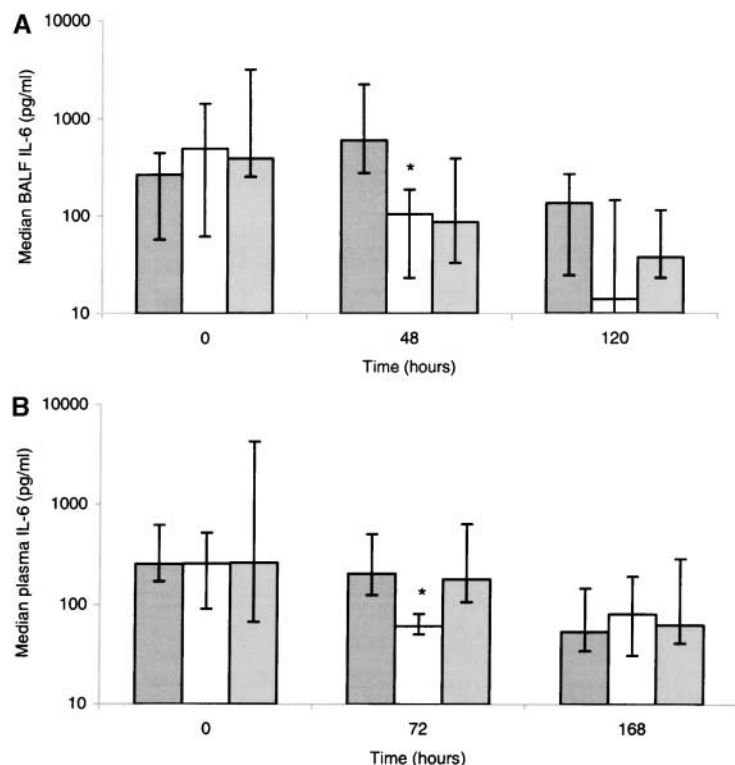 A
Median BALF IL-6 (pg/ml)
10000
1000
100
10
*
0
48
120
Time (hours)
B
Median plasma IL-6 (pg/ml)
10000
1000
100
10
*
0
72
168
Time (hours)